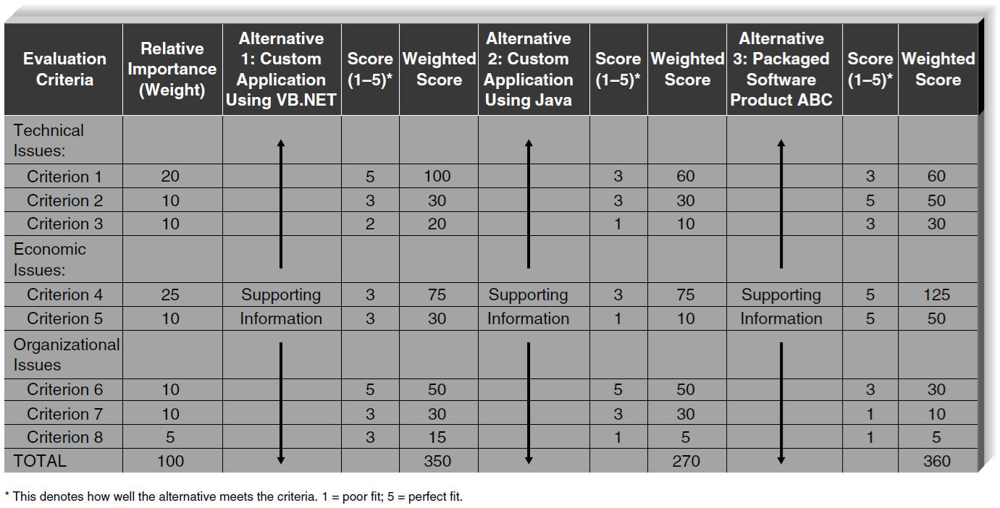 Evaluation Criteria Relative Importance (Weight) Alternative 1: Custom Application Using VB.NET Score (1–5)* Weighted Score Alternative 2: Custom Application Using Java Score (1–5)* Weighted Score Alternative 3: Packaged Software Product ABC Score (1–5)* Weighted Score
Technical
Issues:
Criterion 1 20 5 100 3 60 3 60
Criterion 2 10 3 30 3 30 5 50
Criterion 3 10 2 20 1 10 3 30
Economic
Issues:
Criterion 4 25 Supporting 3 75 Supporting 3 75 Supporting 5 125
Criterion 5 10 Information 3 30 Information 1 10 Information 5 50
Organizational
Issues
Criterion 6 10 5 50 5 50 3 30
Criterion 7 10 3 30 3 30 1 10
Criterion 8 5 3 15 1 5 1 5
TOTAL 100 350 270 360
* This denotes how well the alternative meets the criteria. 1 = poor fit; 5 = perfect fit.